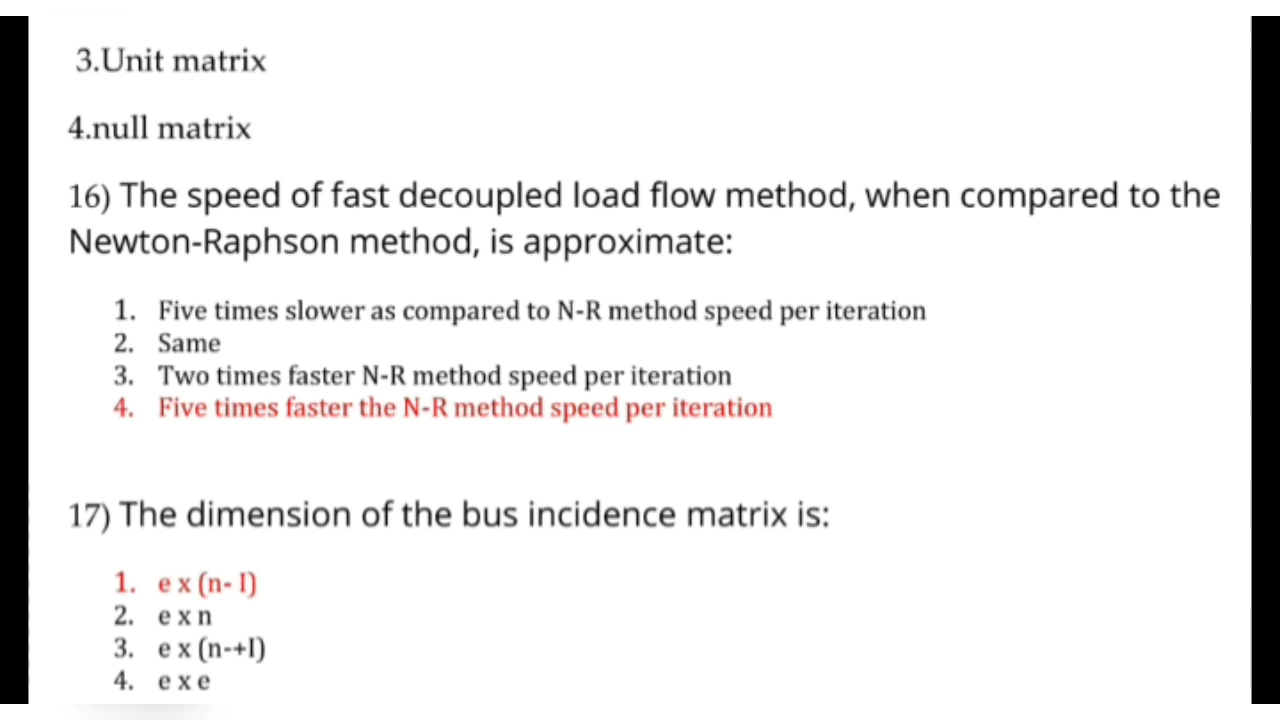 3.Unit matrix
4.null matrix
16) The speed of fast decoupled load flow method, when compared to the
Newton-Raphson method, is approximate:
1. Five times slower as compared to N-R method speed per iteration
2. Same
3. Two times faster N-R method speed per iteration
4. Five times faster the N-R method speed per iteration
17) The dimension of the bus incidence matrix is:
1. e x (n- l)
2. e x n
3. e x (n-+l)
4. e x e